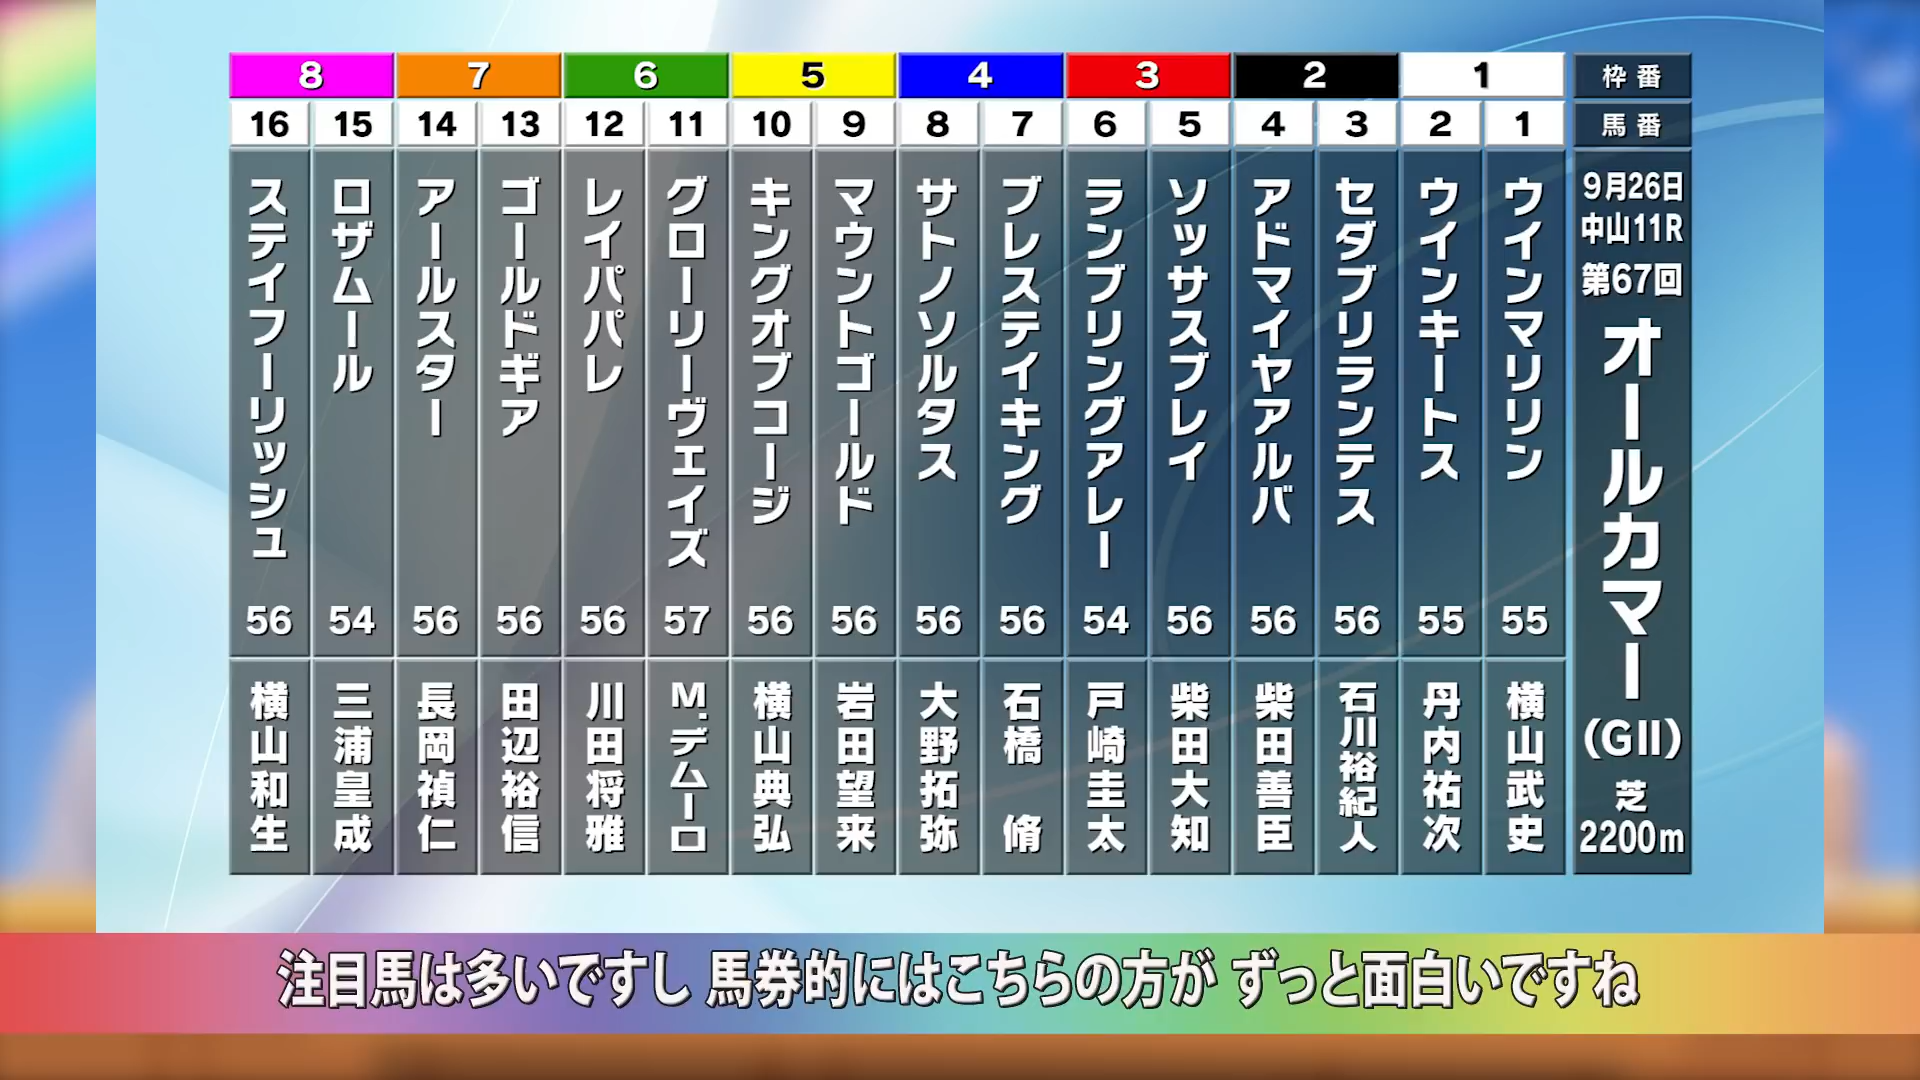 枠番 1 2 3 4 5 6 7 8
馬番 1 2 3 4 5 6 7 8 9 10 11 12 13 14 15 16
9月26日
中山11R
第67回
オールカマー
(GII)
芝
2200m
ウインマリリン 55 横山武史
ウインキートス 55 丹内祐次
セダブリランテス 56 石川裕紀人
アドマイヤアルバ 56 柴田善臣
ソッサスブレイ 56 柴田大知
ランブリングアレー 54 戸崎圭太
ブレステイキング 56 石橋 脩
サトノソルタス 56 大野拓弥
マウントゴールド 56 岩田望来
キングオブコージ 56 横山典弘
グローリーヴェイズ 57 M.デムーロ
レイパパレ 56 川田将雅
ゴールドギア 56 田辺裕信
アールスター 56 長岡禎仁
ロザムール 54 三浦皇成
ステイフーリッシュ 56 横山和生
注目馬は多いですし 馬券的にはこちらの方が ずっと面白いですね